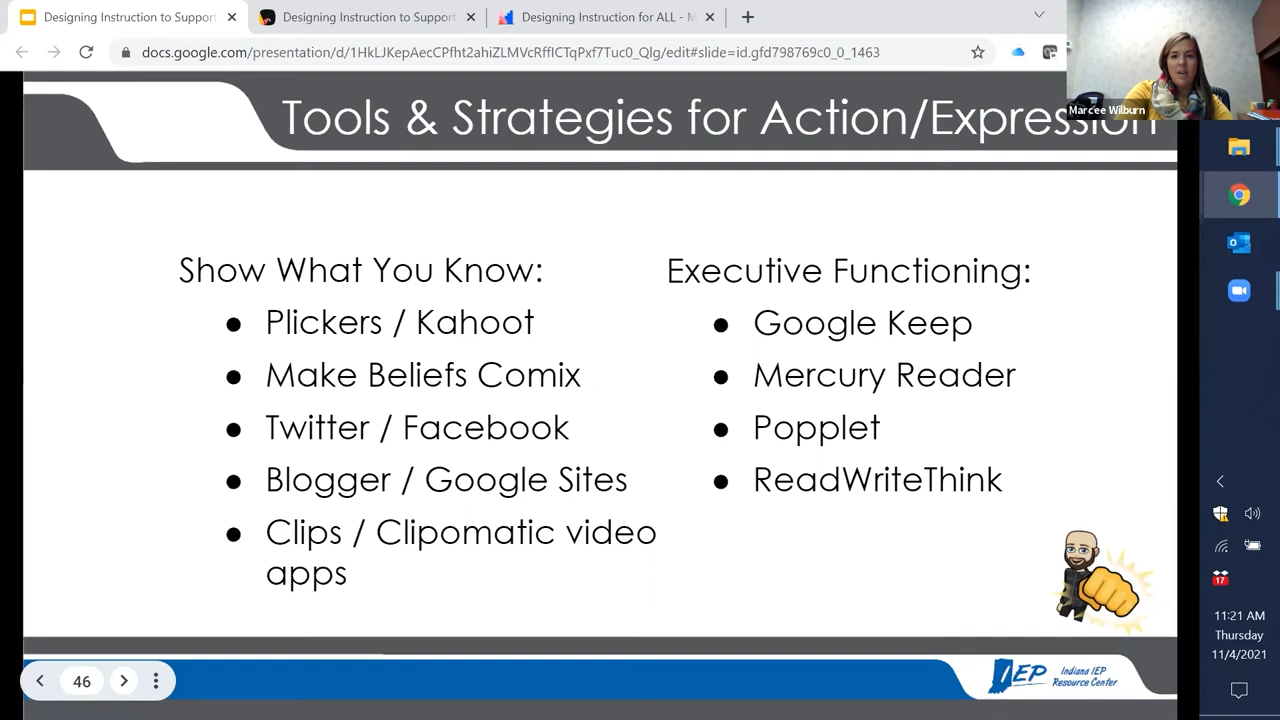 Designing Instruction to Support
Designing Instruction to Support
Designing Instruction for ALL - M
docs.google.com/presentation/d/1HkLJKepAecCPfht2ahiZLMVcRfflCTqPxf7Tuc0_Qlg/edit#slide=id.gfd798769c0_0_1463
Marcee Wilburn
Tools & Strategies for Action/Expression
Show What You Know:
● Plickers / Kahoot
● Make Beliefs Comix
● Twitter / Facebook
● Blogger / Google Sites
● Clips / Clipomatic video
apps
Executive Functioning:
● Google Keep
● Mercury Reader
● Popplet
● ReadWriteThink
46
IEP
Indiana IEP
Resource Center
17
11:21 AM
Thursday
11/4/2021